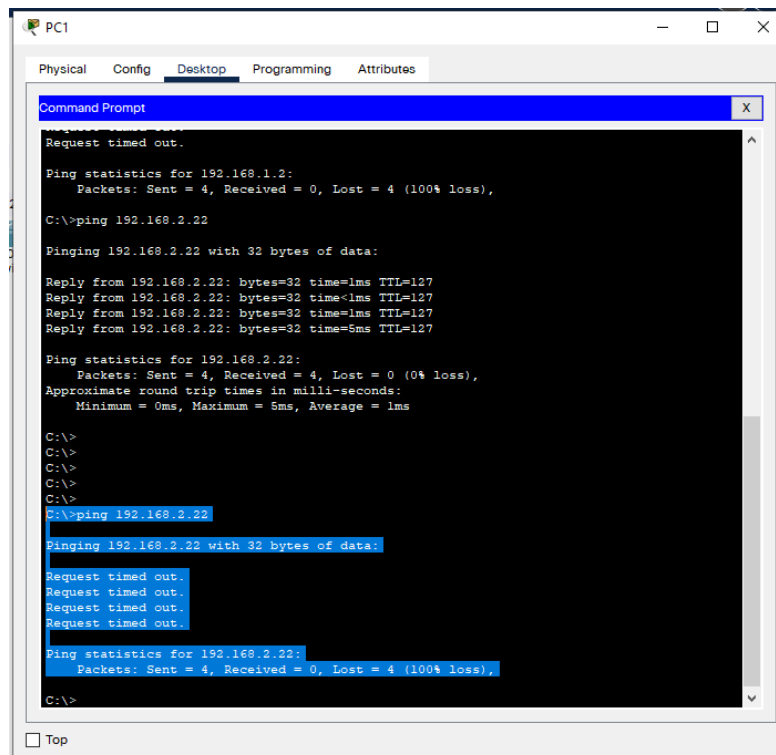 PC1
Physical Config Desktop Programming Attributes
Command Prompt
X
Request timed out.
Ping statistics for 192.168.1.2:
Packets: Sent = 4, Received = 0, Lost = 4 (100% loss),
C:\>ping 192.168.2.22
Pinging 192.168.2.22 with 32 bytes of data:
Reply from 192.168.2.22: bytes=32 time=1ms TTL=127
Reply from 192.168.2.22: bytes=32 time<1ms TTL=127
Reply from 192.168.2.22: bytes=32 time=1ms TTL=127
Reply from 192.168.2.22: bytes=32 time=5ms TTL=127
Ping statistics for 192.168.2.22:
Packets: Sent = 4, Received = 4, Lost = 0 (0% loss),
Approximate round trip times in milli-seconds:
Minimum = 0ms, Maximum = 5ms, Average = 1ms
C:\>
C:\>
C:\>
C:\>
C:\>
C:\>ping 192.168.2.22
Pinging 192.168.2.22 with 32 bytes of data:
Request timed out.
Request timed out.
Request timed out.
Request timed out.
Ping statistics for 192.168.2.22:
Packets: Sent = 4, Received = 0, Lost = 4 (100% loss),
C:\>
Top